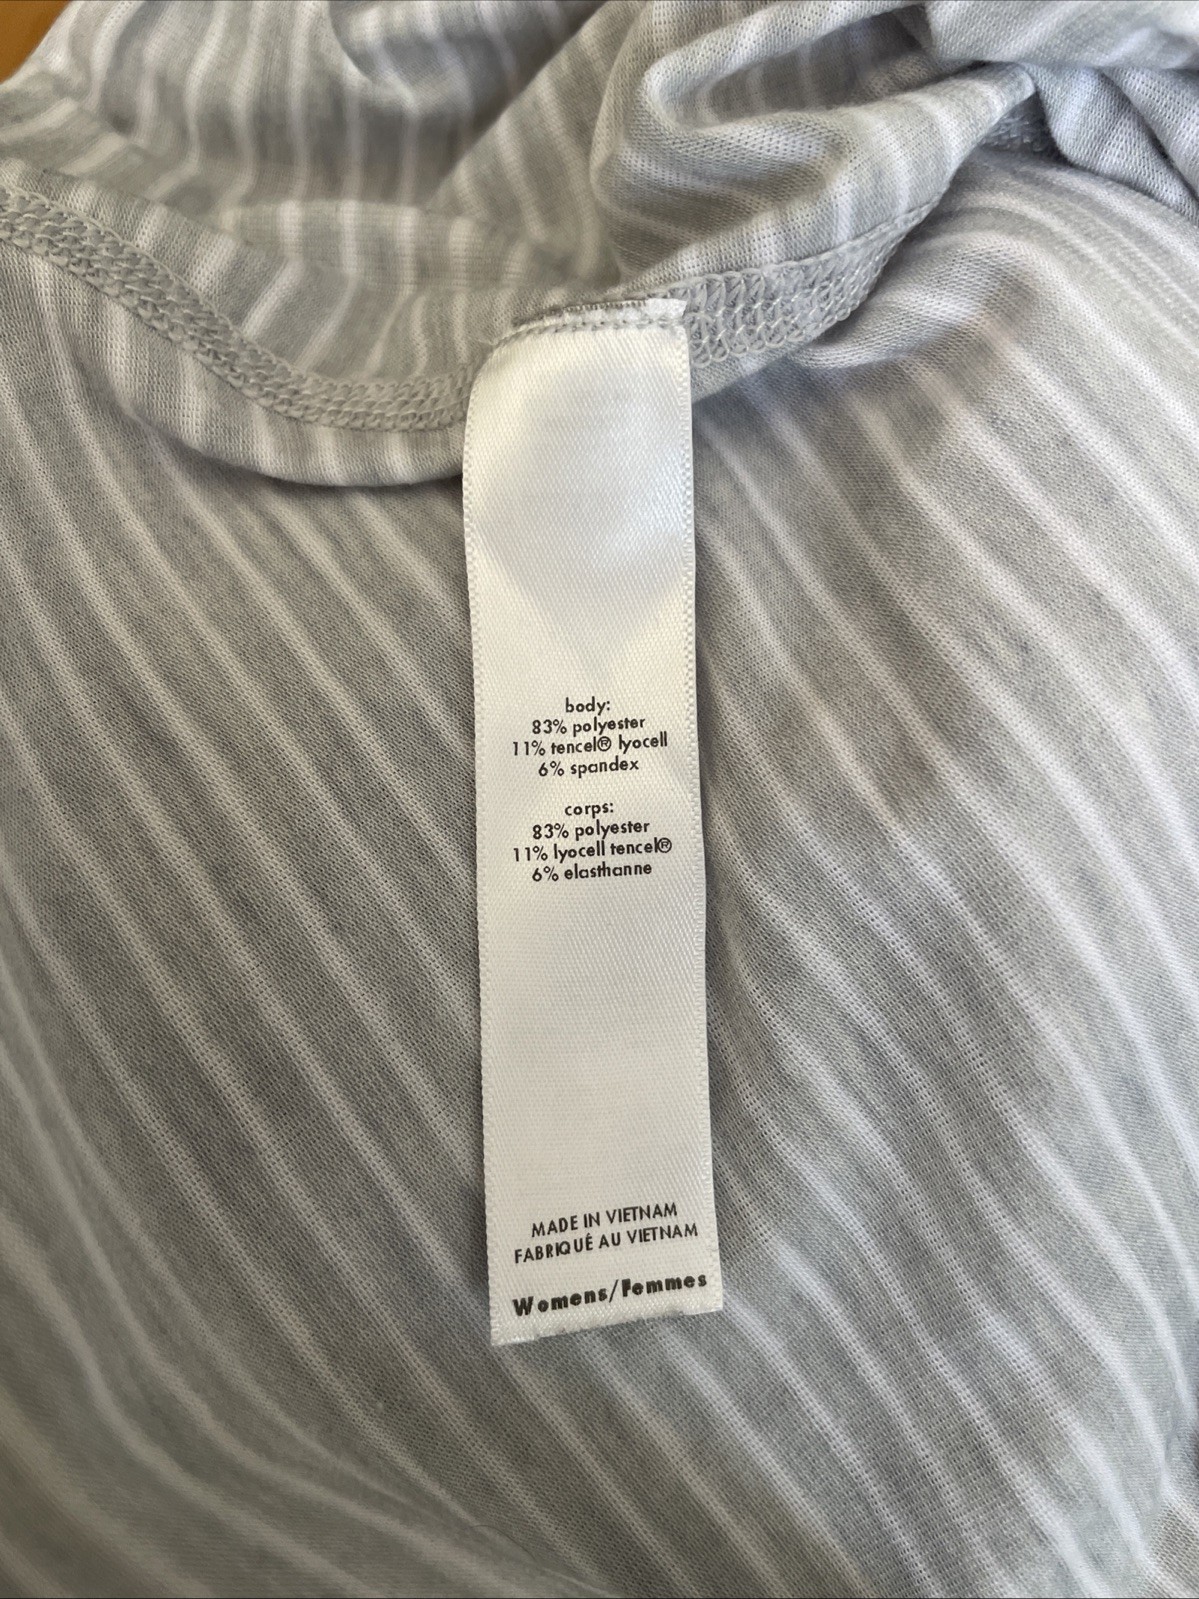 body:
83% polyester
11% tencel® lyocell
6% spandex
corps:
83% polyester
11% lyocell tencel®
6% elasthanne
MADE IN VIETNAM
FABRIQUÉ AU VIETNAM
Womens/Femmes